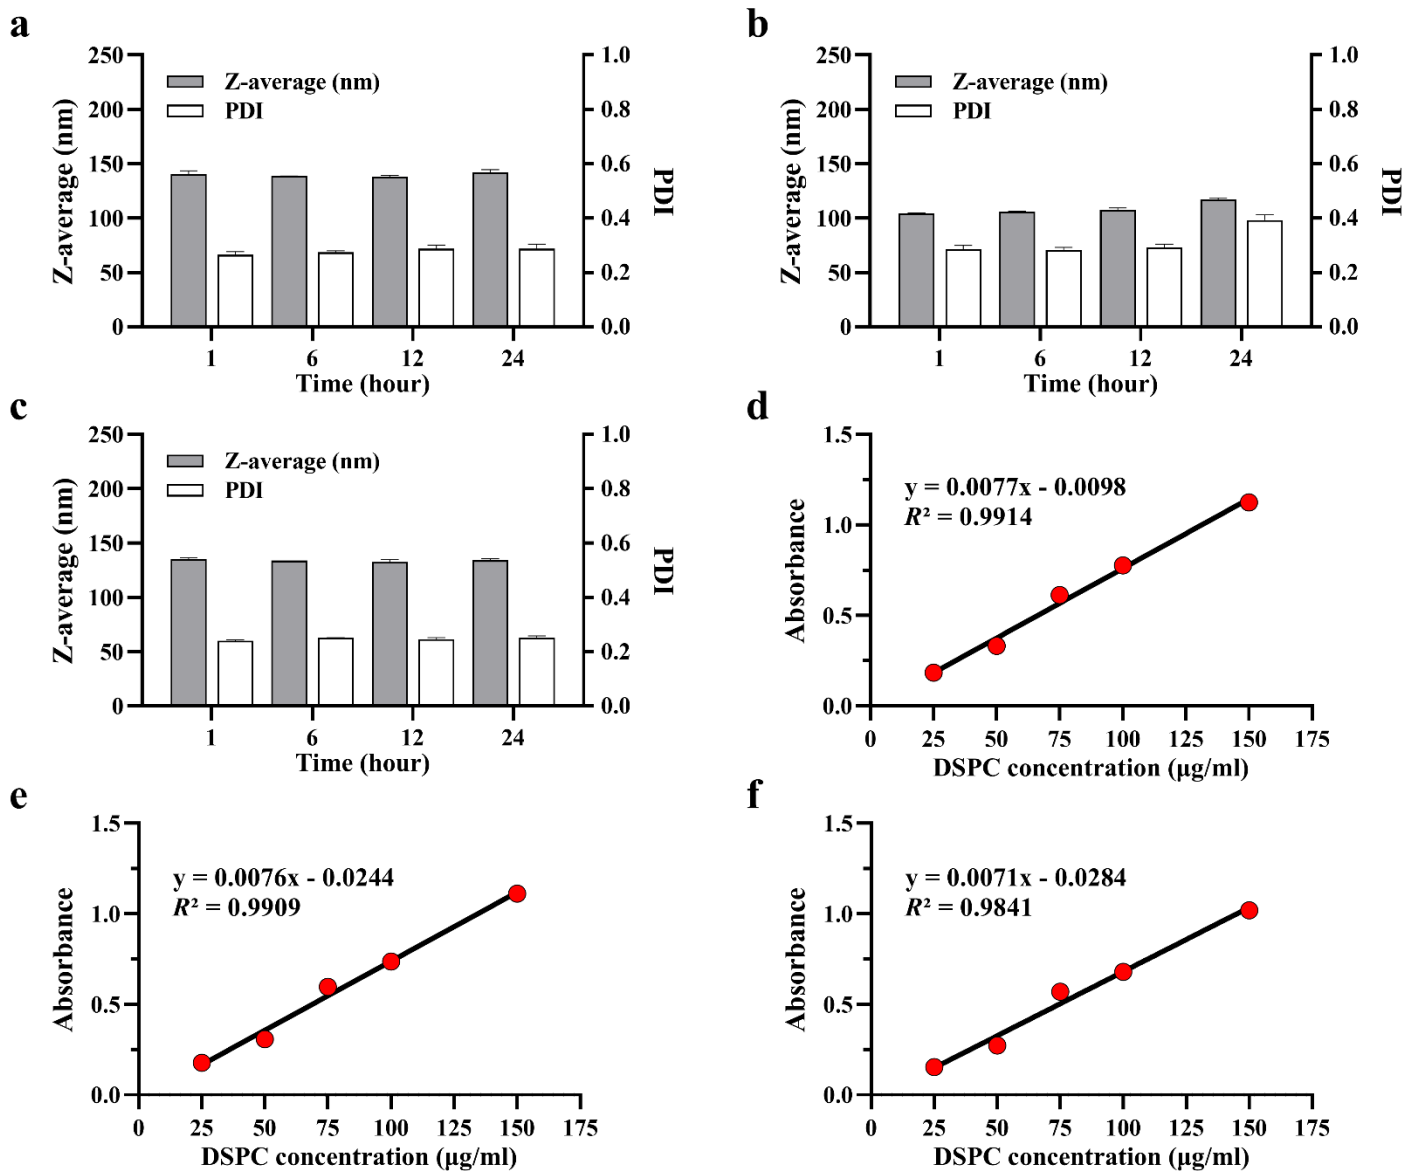 a
250
200
150
100
50
0
Z-average (nm)
Z-average (nm)
PDI
1.0
0.8
0.6
0.4
0.2
0.0
PDI
1 6 12 24
Time (hour)
b
250
200
150
100
50
0
Z-average (nm)
Z-average (nm)
PDI
1.0
0.8
0.6
0.4
0.2
0.0
PDI
1 6 12 24
Time (hour)
c
250
200
150
100
50
0
Z-average (nm)
Z-average (nm)
PDI
1.0
0.8
0.6
0.4
0.2
0.0
PDI
1 6 12 24
Time (hour)
d
1.5
1.0
0.5
0.0
Absorbance
y = 0.0077x - 0.0098
R² = 0.9914
0 25 50 75 100 125 150 175
DSPC concentration (μg/ml)
e
1.5
1.0
0.5
0.0
Absorbance
y = 0.0076x - 0.0244
R² = 0.9909
0 25 50 75 100 125 150 175
DSPC concentration (μg/ml)
f
1.5
1.0
0.5
0.0
Absorbance
y = 0.0071x - 0.0284
R² = 0.9841
0 25 50 75 100 125 150 175
DSPC concentration (μg/ml)